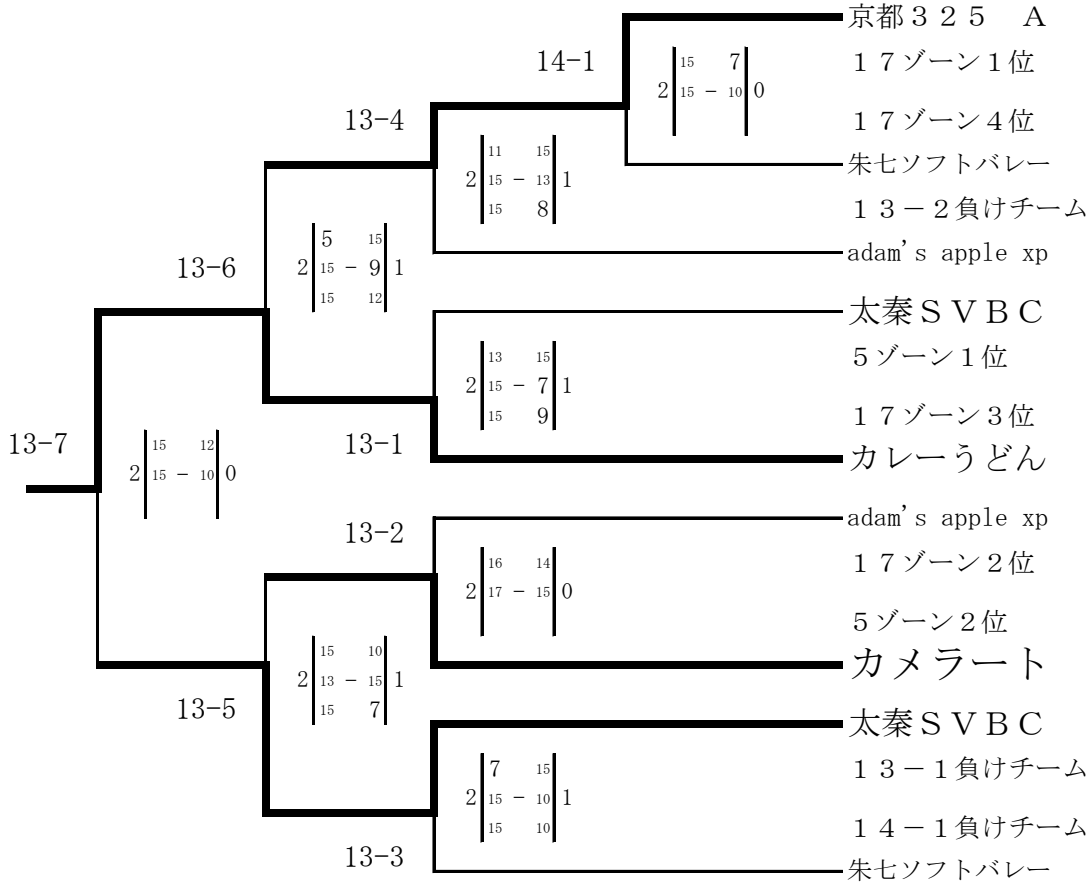 京都３２５　Ａ
14-1
15 7
１７ゾーン１位
2 15 － 10 0
13-4
１７ゾーン４位
11 15
朱七ソフトバレー
2 15 － 13 1
15 8
１３－２負けチーム
5 15
adam's apple xp
13-6
2 15 － 9 1
15 12
太秦ＳＶＢＣ
13 15
５ゾーン１位
2 15 － 7 1
15 9
１７ゾーン３位
13-7
15 12
13-1
カレーうどん
2 15 － 10 0
adam's apple xp
13-2
16 14
１７ゾーン２位
2 17 － 15 0
５ゾーン２位
15 10
カメラート
2 13 － 15 1
15 7
13-5
太秦ＳＶＢＣ
7 15
１３－１負けチーム
2 15 － 10 1
15 10
１４－１負けチーム
13-3
朱七ソフトバレー